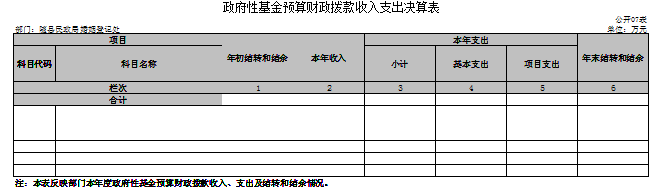 政府性基金预算财政拨款收入支出决算表
公开07表
部门：随县民政局婚姻登记处 单位：万元
项目 年初结转和结余 本年收入 本年支出 年末结转和结余
科目代码 科目名称 小计 基本支出 项目支出
栏次 1 2 3 4 5 6
合计
注：本表反映部门本年度政府性基金预算财政拨款收入、支出及结转和结余情况。